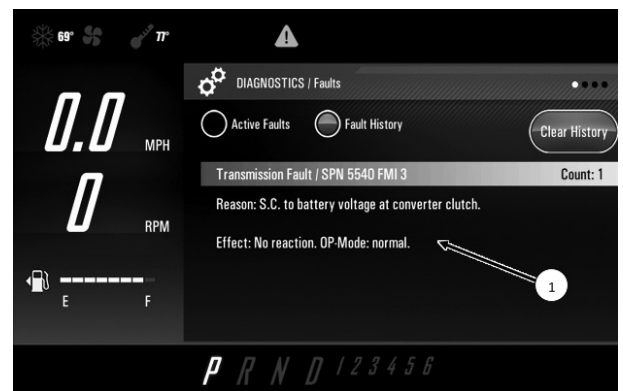 69° 77°
DIAGNOSTICS / Faults
Active Faults Fault History Clear History
0.0 MPH
Transmission Fault / SPN 5540 FMI 3 Count: 1
Reason: S.C. to battery voltage at converter clutch.
0 RPM
Effect: No reaction. OP-Mode: normal.
1
E F
P R N D 1 2 3 4 5 6